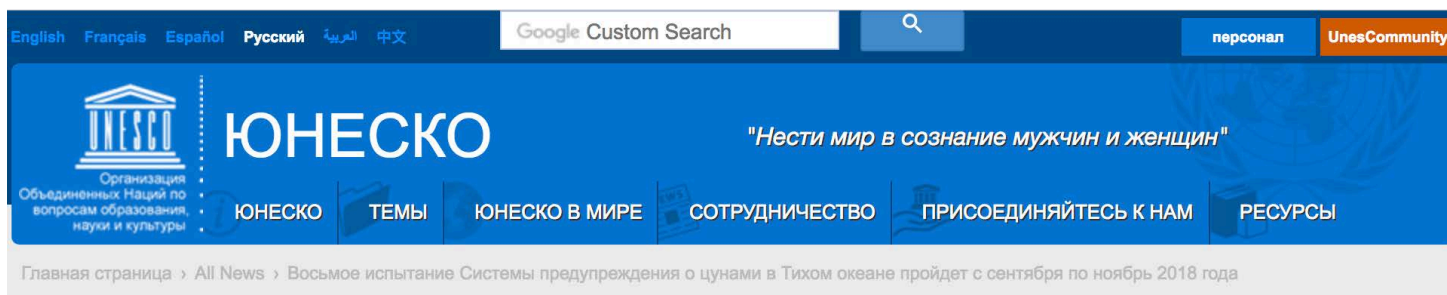 English Français Español Русский العربية 中文
Google Custom Search
персонал
UnesCommunity
UNESCO
Организация
Объединенных Наций по
вопросам образования,
науки и культуры
ЮНЕСКО
"Нести мир в сознание мужчин и женщин"
ЮНЕСКО ТЕМЫ ЮНЕСКО В МИРЕ СОТРУДНИЧЕСТВО ПРИСОЕДИНЯЙТЕСЬ К НАМ РЕСУРСЫ
Главная страница › All News › Восьмое испытание Системы предупреждения о цунами в Тихом океане пройдет с сентября по ноябрь 2018 года